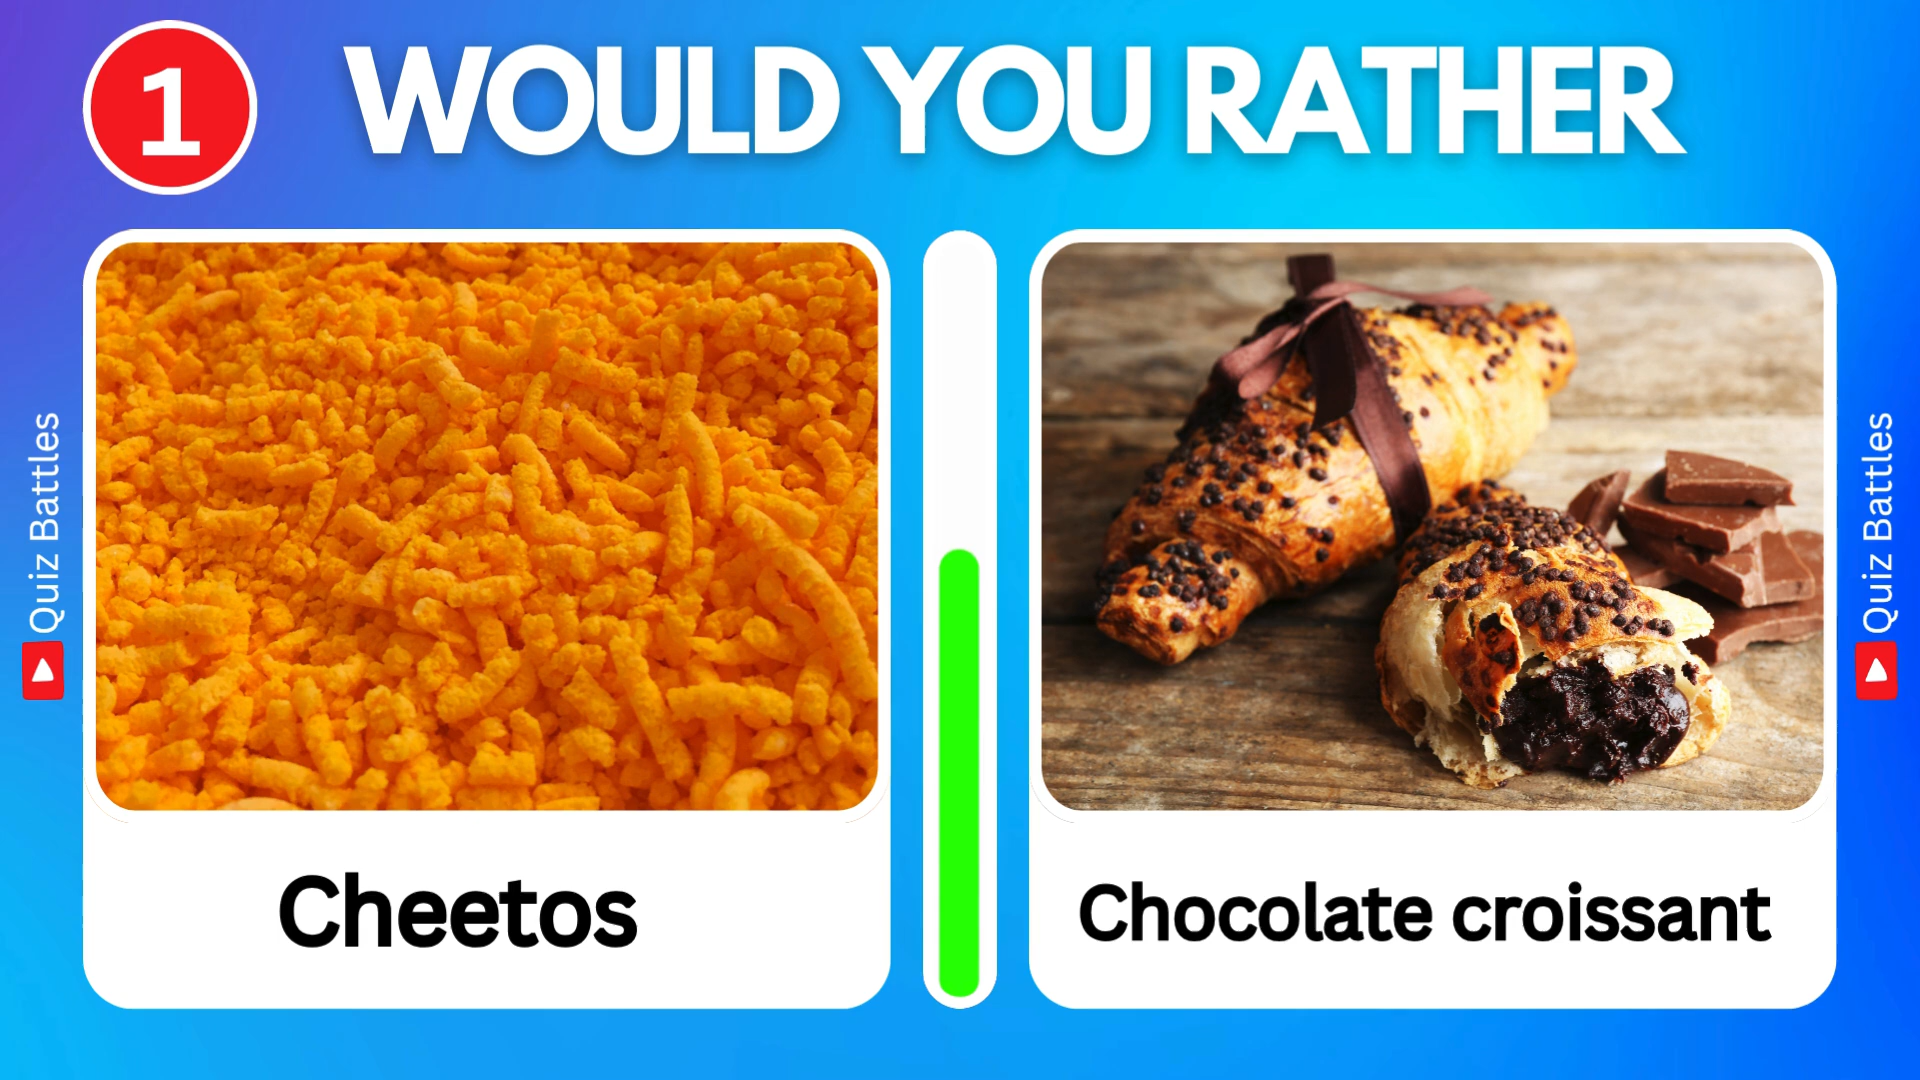 1
WOULD YOU RATHER
Quiz Battles
Cheetos
Chocolate croissant
Quiz Battles